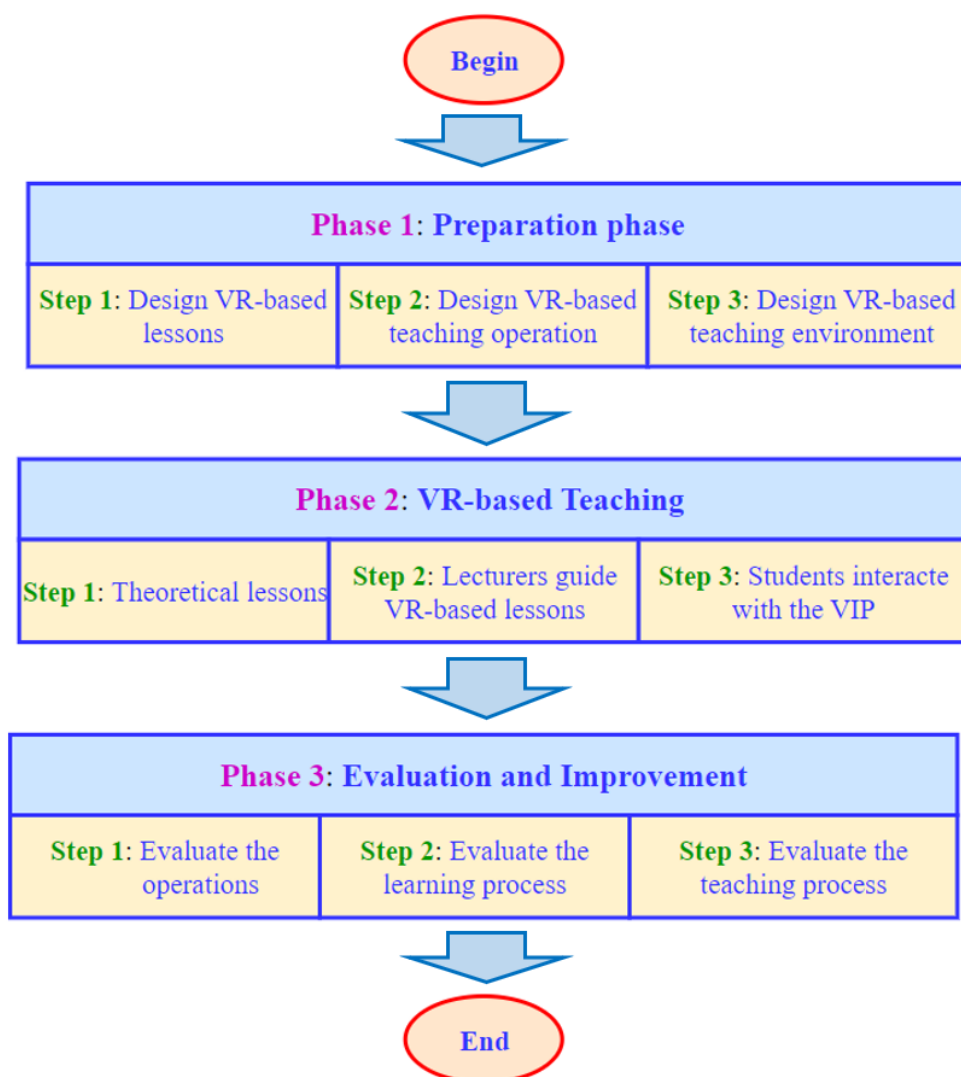 Begin
Phase 1: Preparation phase
Step 1: Design VR-based
lessons
Step 2: Design VR-based
teaching operation
Step 3: Design VR-based
teaching environment
Phase 2: VR-based Teaching
Step 1: Theoretical lessons
Step 2: Lecturers guide
VR-based lessons
Step 3: Students interacte
with the VIP
Phase 3: Evaluation and Improvement
Step 1: Evaluate the
operations
Step 2: Evaluate the
learning process
Step 3: Evaluate the
teaching process
End